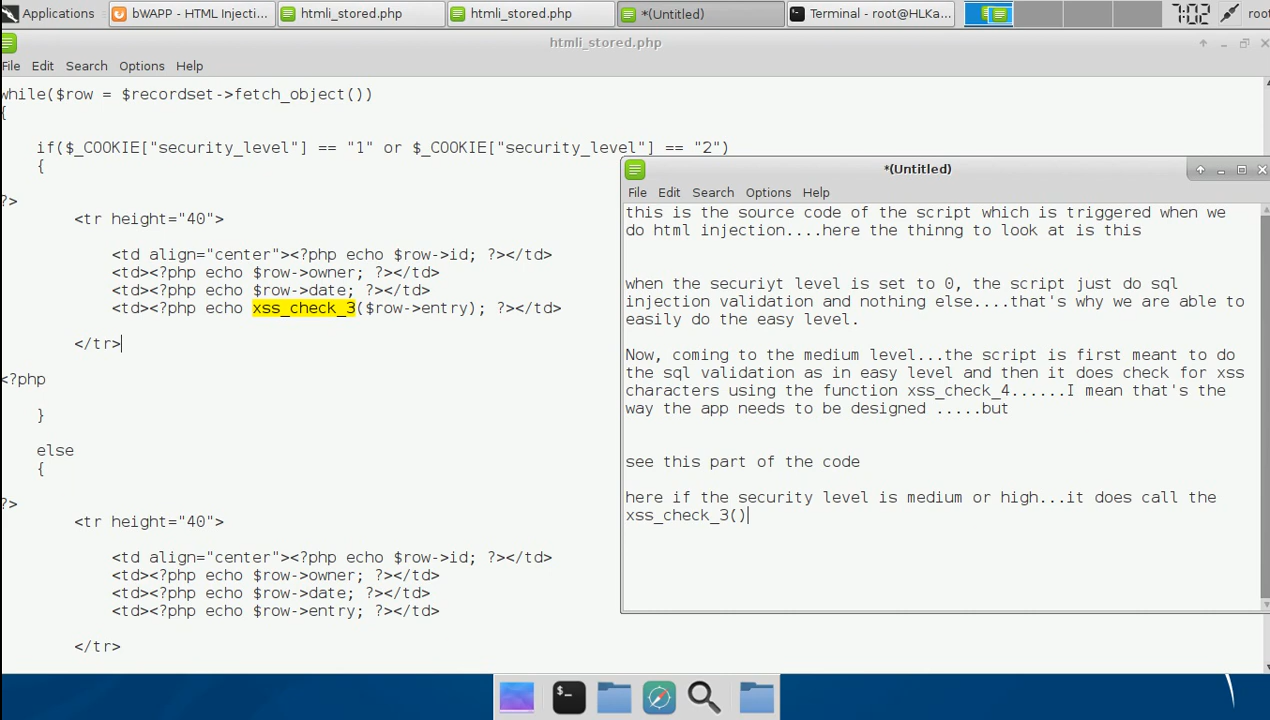 Applications
bWAPP - HTML Injecti...
htmli_stored.php
htmli_stored.php
*(Untitled)
Terminal - root@HLKa...
7:02
root
htmli_stored.php
File Edit Search Options Help
while($row = $recordset->fetch_object())
{
if($_COOKIE["security_level"] == "1" or $_COOKIE["security_level"] == "2")
{
?>
<tr height="40">
<td align="center"><?php echo $row->id; ?></td>
<td><?php echo $row->owner; ?></td>
<td><?php echo $row->date; ?></td>
<td><?php echo xss_check_3($row->entry); ?></td>
</tr>
<?php
}
else
{
?>
<tr height="40">
<td align="center"><?php echo $row->id; ?></td>
<td><?php echo $row->owner; ?></td>
<td><?php echo $row->date; ?></td>
<td><?php echo $row->entry; ?></td>
</tr>
*(Untitled)
File Edit Search Options Help
this is the source code of the script which is triggered when we
do html injection....here the thinng to look at is this
when the securiyt level is set to 0, the script just do sql
injection validation and nothing else....that's why we are able to
easily do the easy level.
Now, coming to the medium level...the script is first meant to do
the sql validation as in easy level and then it does check for xss
characters using the function xss_check_4......I mean that's the
way the app needs to be designed .....but
see this part of the code
here if the security level is medium or high...it does call the
xss_check_3()
$_